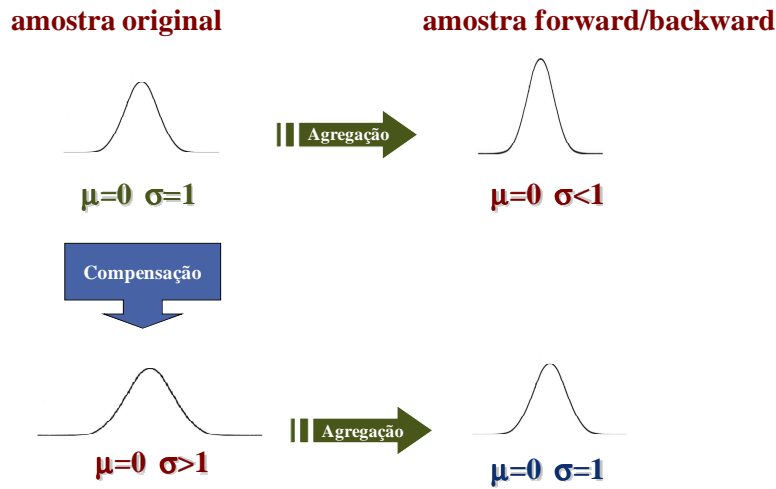 amostra original
amostra forward/backward
Agregação
μ=0 σ=1
μ=0 σ<1
Compensação
Agregação
μ=0 σ>1
μ=0 σ=1